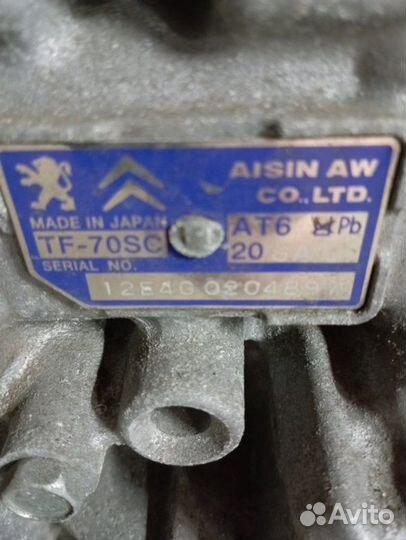 AISIN AW
CO.,LTD.
MADE IN JAPAN
TF-70SC AT6 Pb
20
SERIAL NO.
Avito